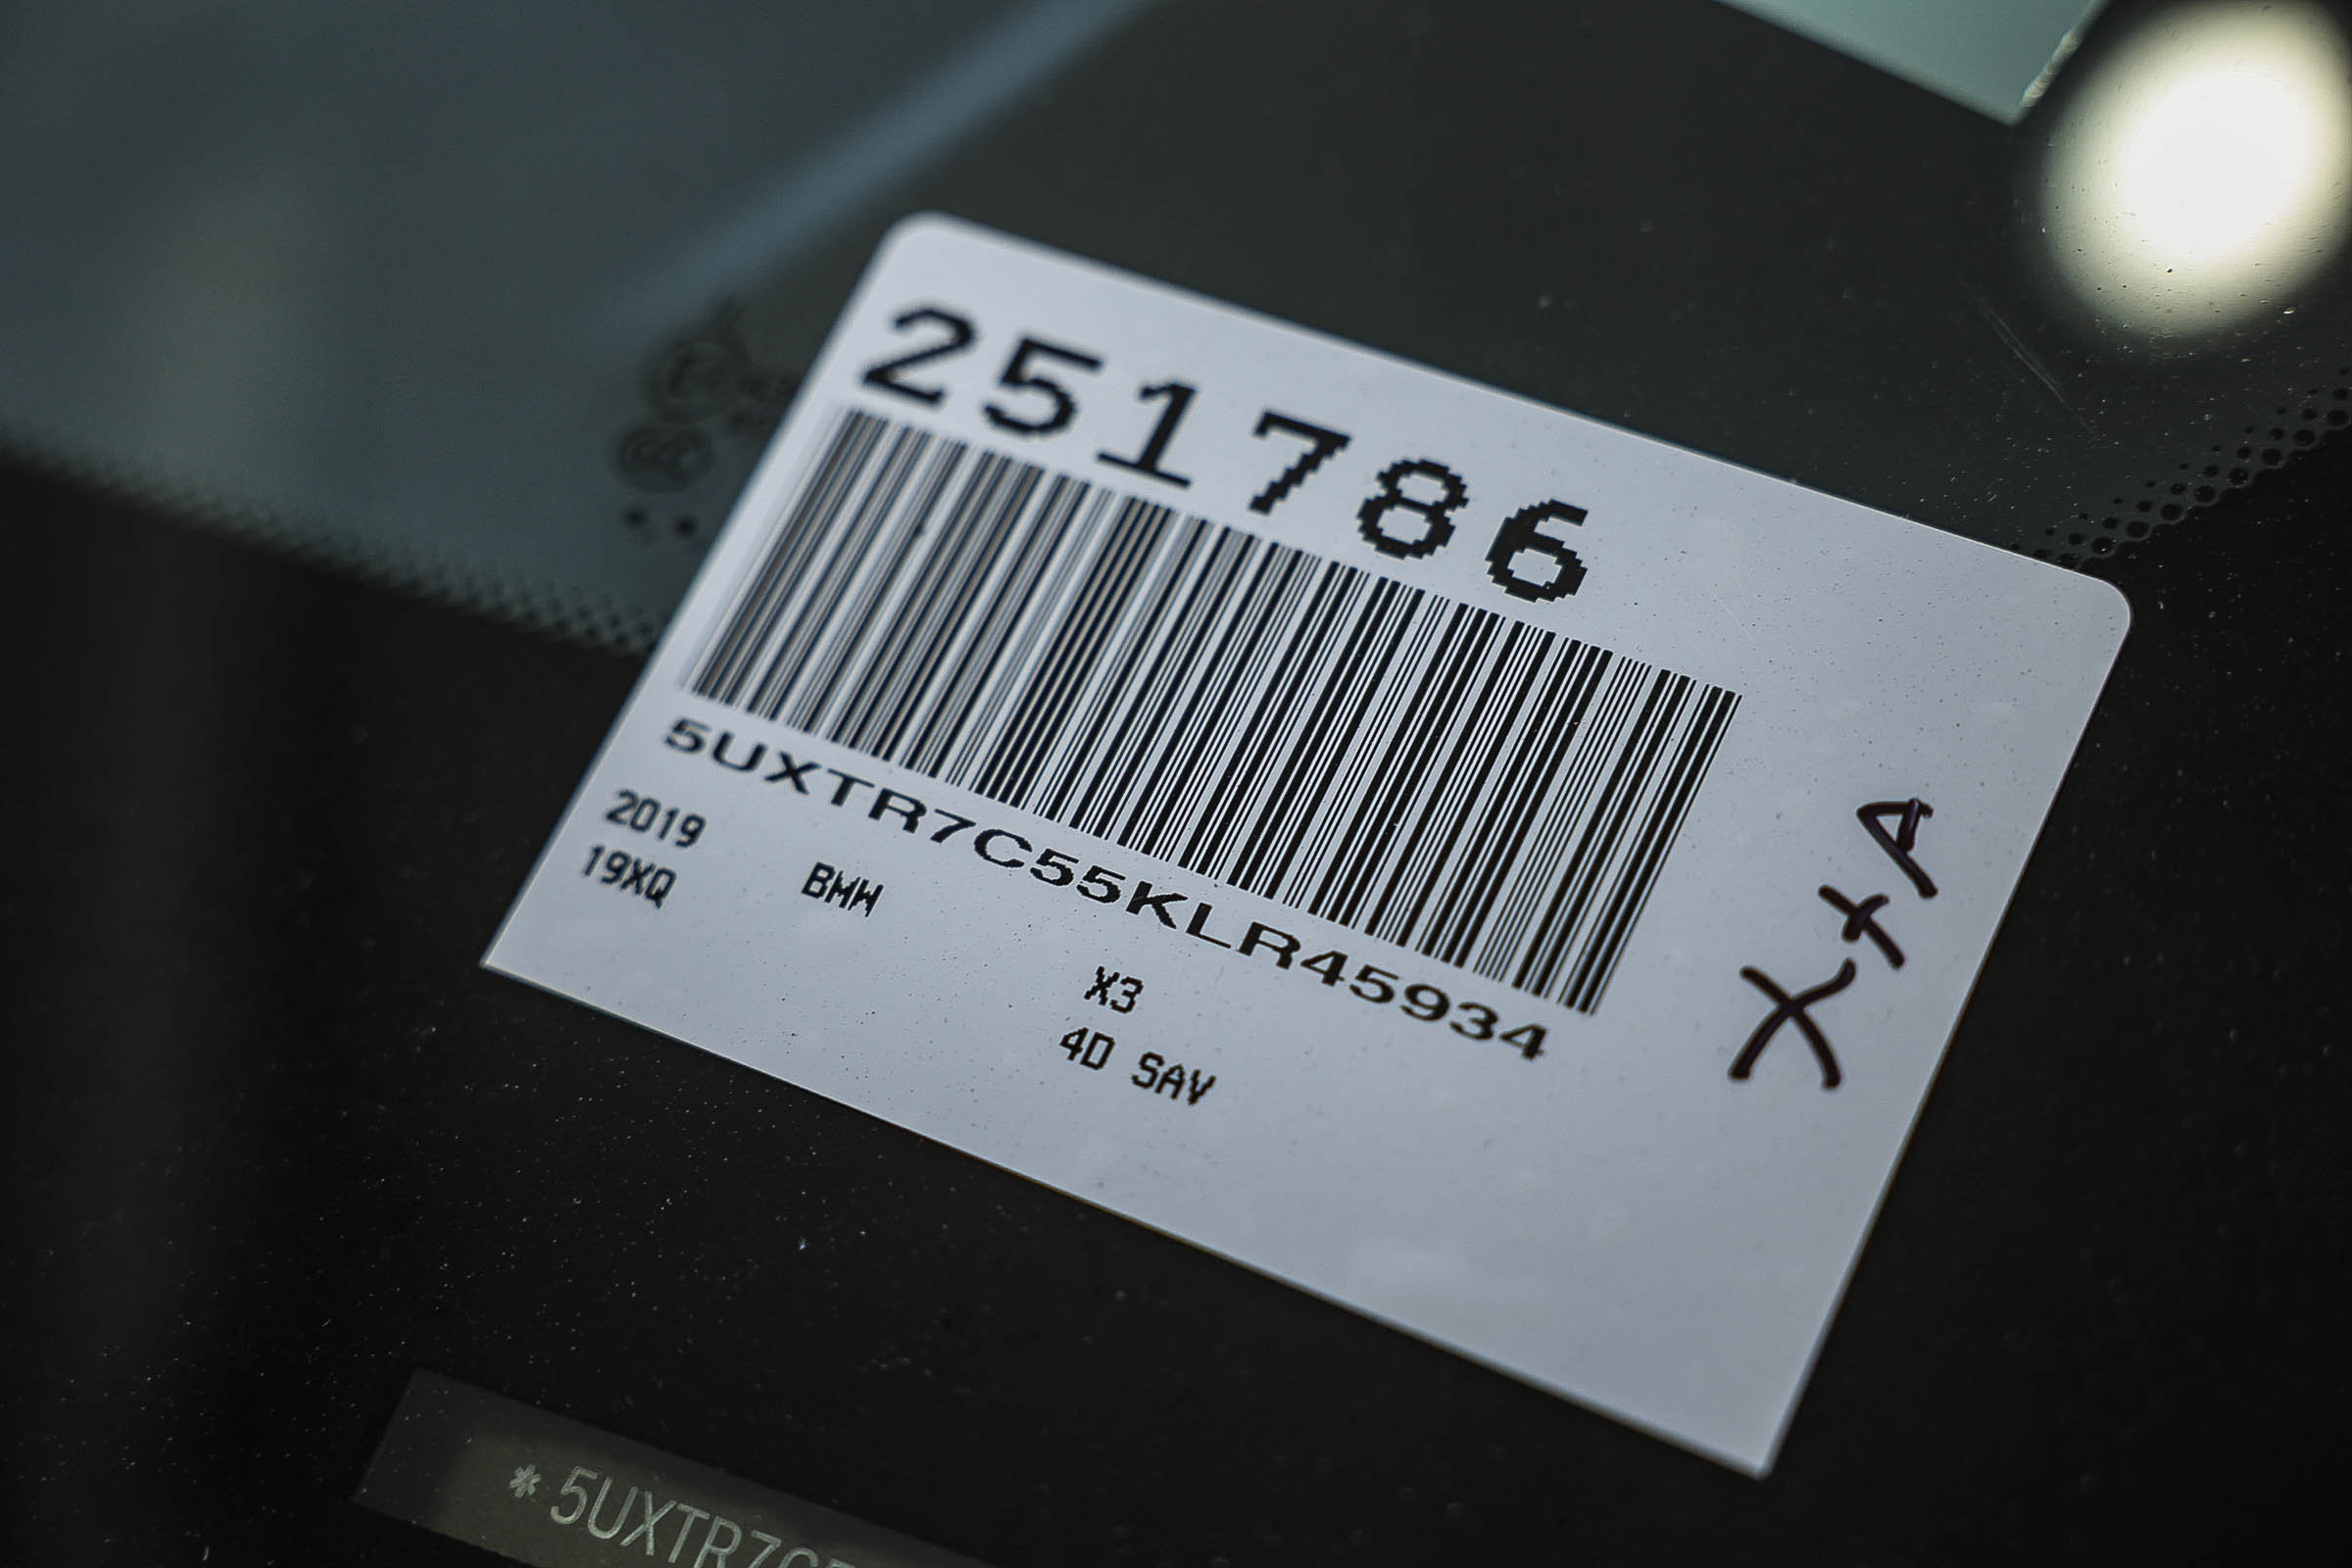 251786
5UXTR7C55KLR45934
2019 BMW X3
19XQ 4D SAV
X+A
*5UXTR7C